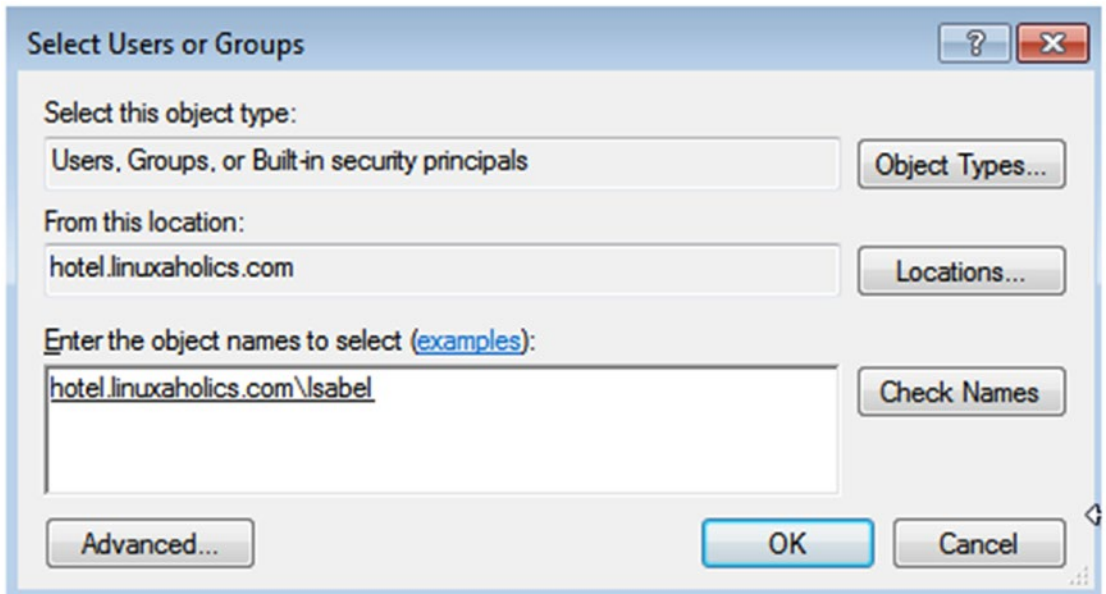 Select Users or Groups
?
Select this object type:
Users, Groups, or Built-in security principals
Object Types...
From this location:
hotel.linuxaholics.com
Locations...
Enter the object names to select (examples):
hotel.linuxaholics.com\Isabel
Check Names
Advanced...
OK
Cancel